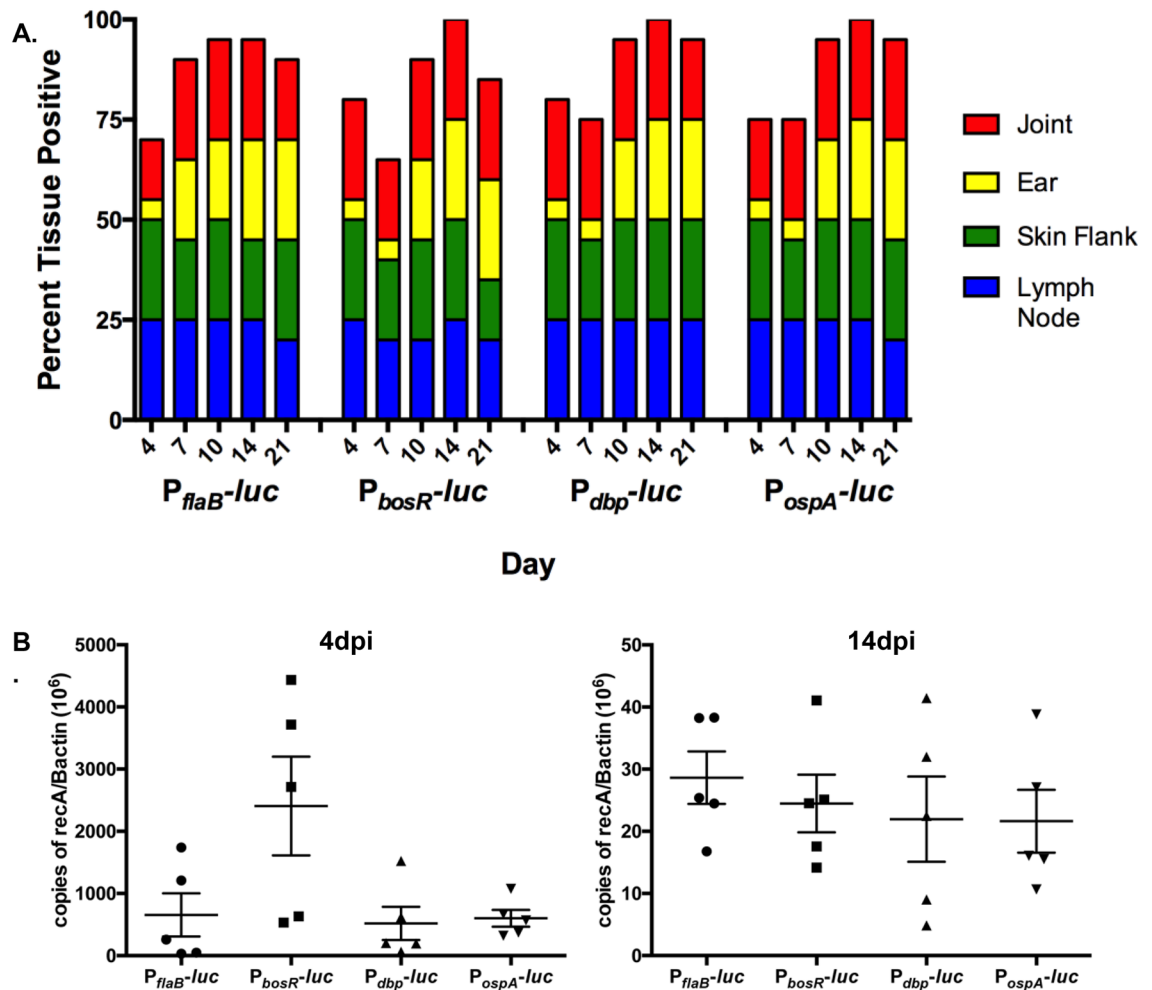 A.
Percent Tissue Positive
100
75
50
25
0
4 7 10 14 21 4 7 10 14 21 4 7 10 14 21 4 7 10 14 21
PflaB-luc PbosR-luc Pdbp-luc PospA-luc
Day
Joint
Ear
Skin Flank
Lymph
Node
B
.
4dpi
copies of recA/Bactin (10⁶)
5000
4000
3000
2000
1000
0
PflaB-luc PbosR-luc Pdbp-luc PospA-luc
14dpi
copies of recA/Bactin (10⁶)
50
40
30
20
10
0
PflaB-luc PbosR-luc Pdbp-luc PospA-luc